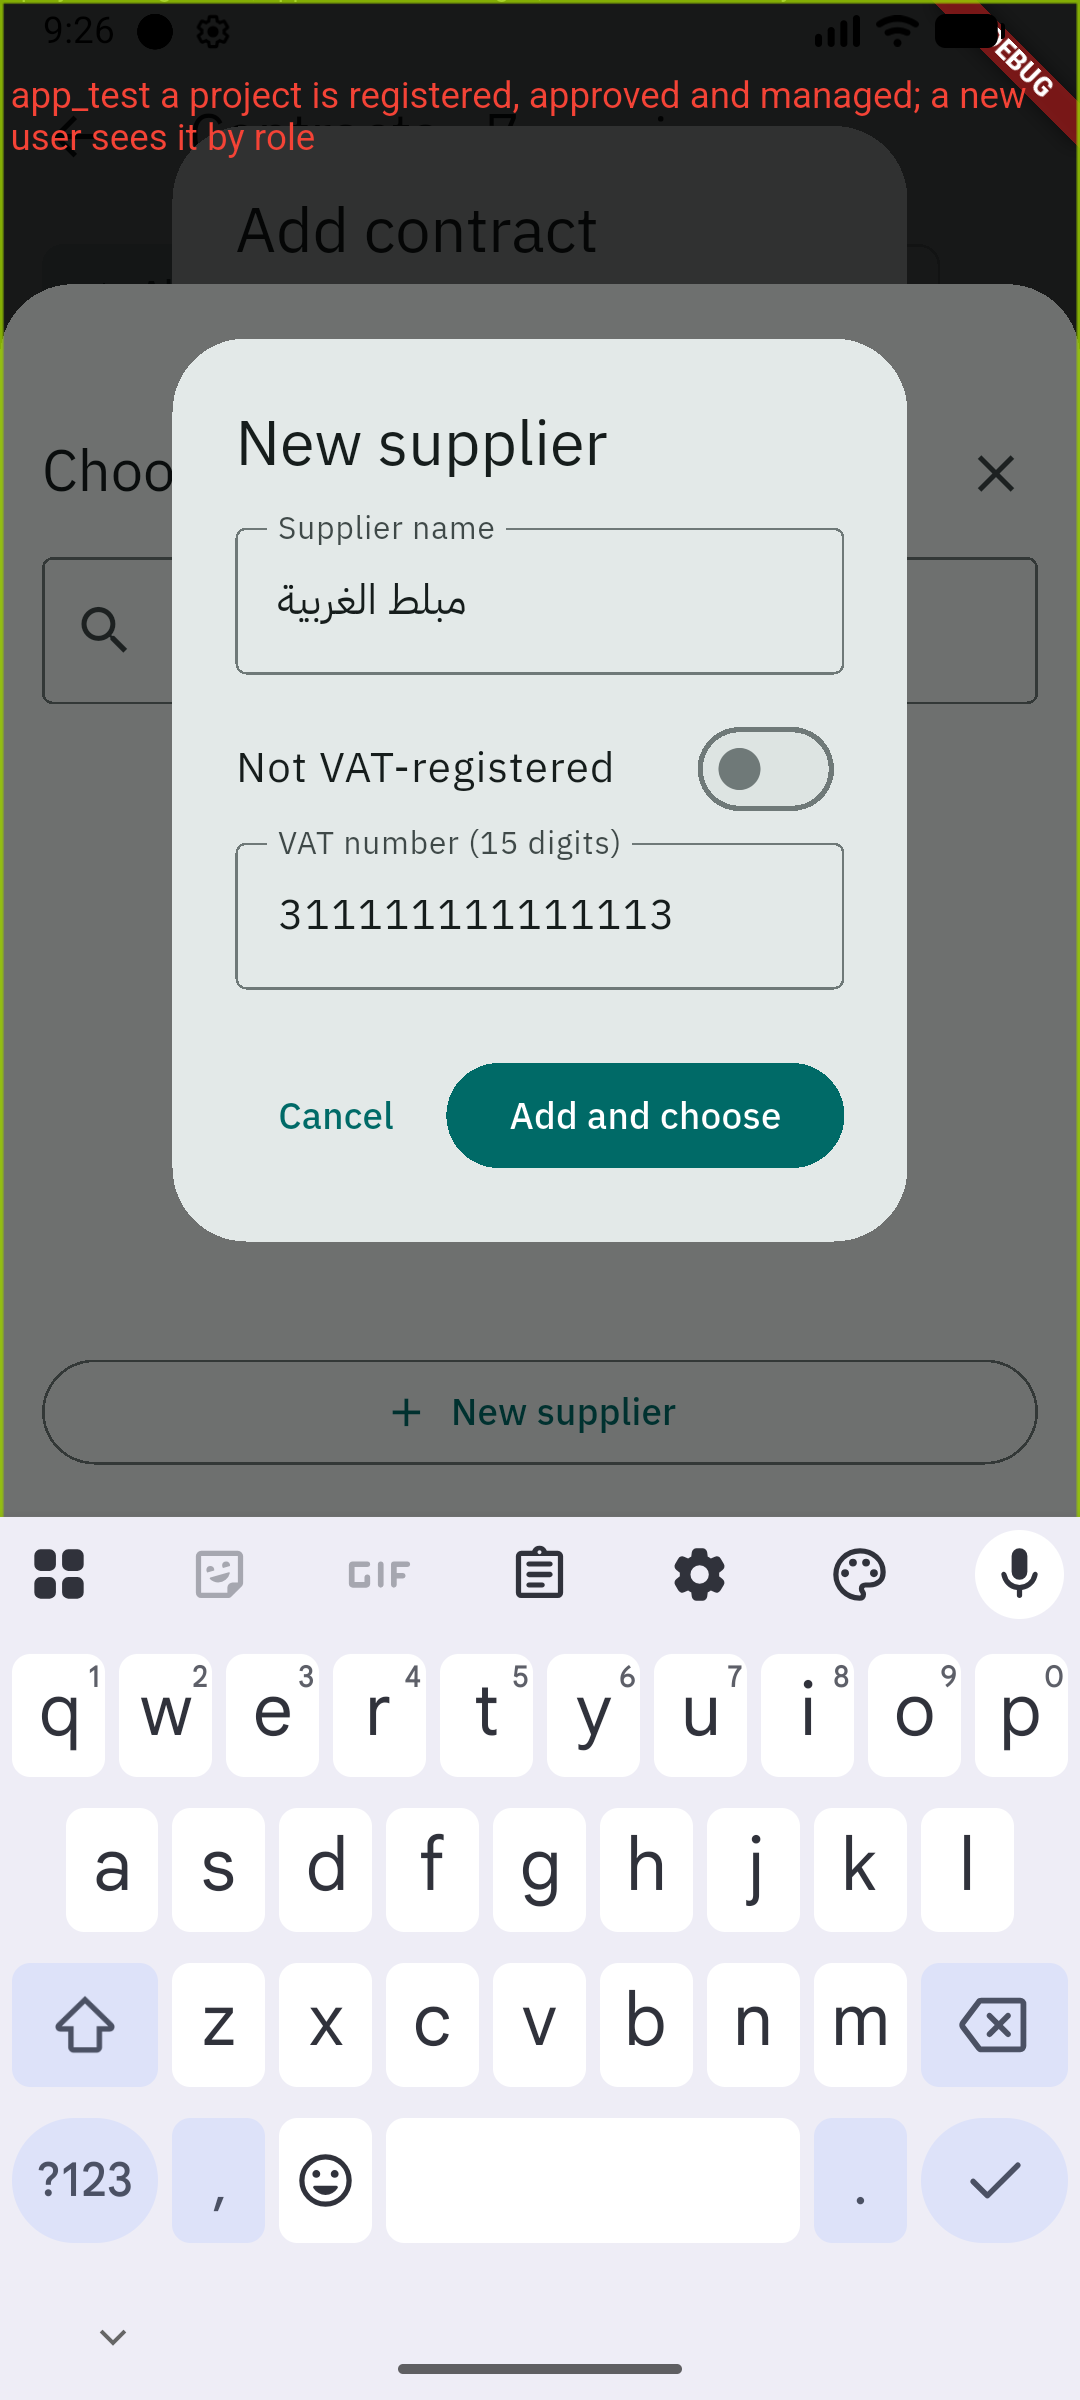 9:26
EBUG
app_test a project is registered, approved and managed; a new
user sees it by role
Add contract
Choo
New supplier
Supplier name
مبلط الغربية
Not VAT-registered
VAT number (15 digits)
311111111111113
Cancel
Add and choose
+ New supplier
GIF
1 2 3 4 5 6 7 8 9 0
q w e r t y u i o p
a s d f g h j k l
z x c v b n m
?123 , .